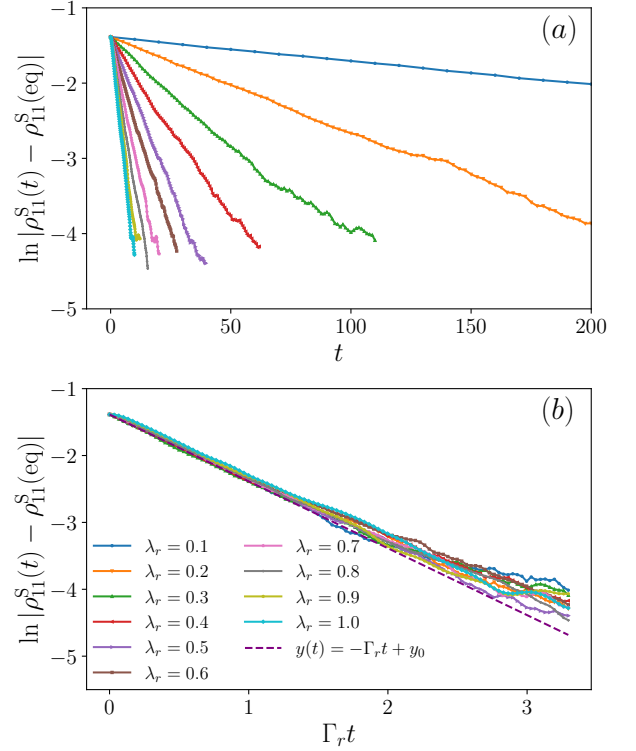 (a)
ln |ρ^S_11(t) − ρ^S_11(eq)|
−1
−2
−3
−4
−5
0 50 100 150 200
t
(b)
ln |ρ^S_11(t) − ρ^S_11(eq)|
−1
−2
−3
−4
−5
λ_r = 0.1
λ_r = 0.2
λ_r = 0.3
λ_r = 0.4
λ_r = 0.5
λ_r = 0.6
λ_r = 0.7
λ_r = 0.8
λ_r = 0.9
λ_r = 1.0
y(t) = −Γ_r t + y_0
0 1 2 3
Γ_r t